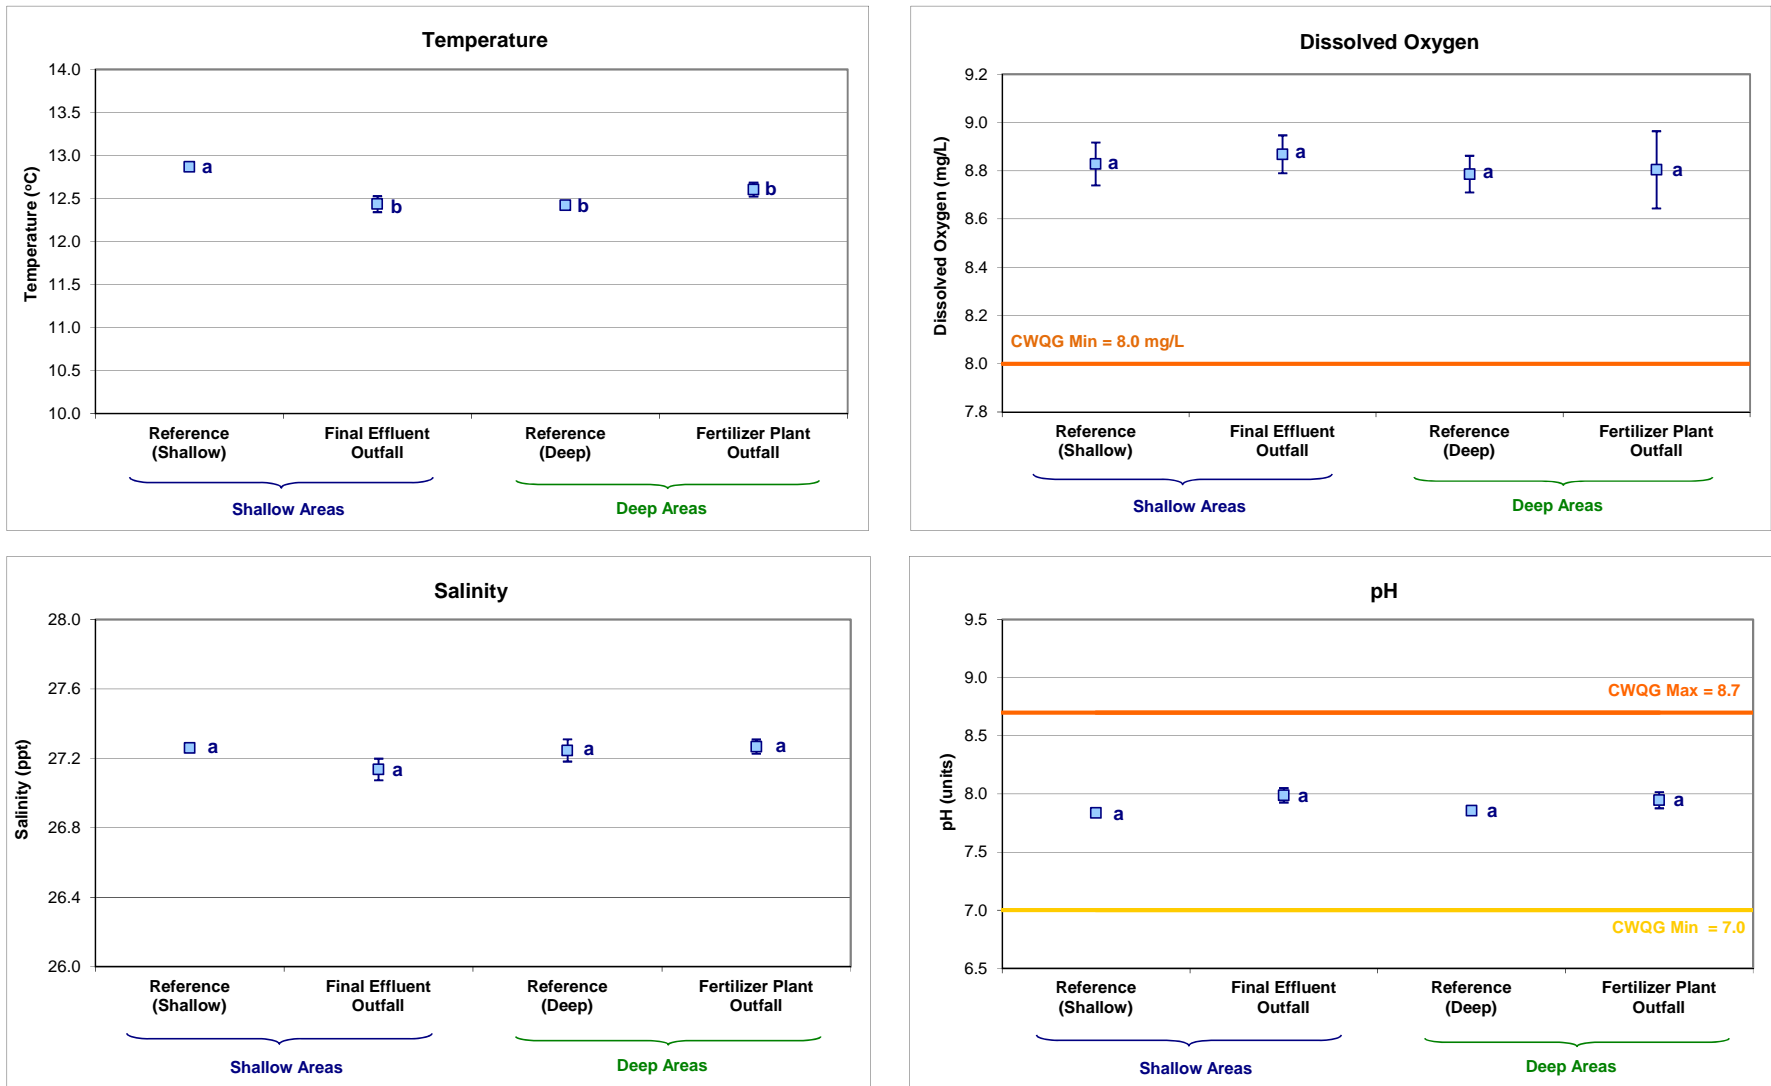 Temperature
Temperature (ºC)
14.0
13.5
13.0
12.5
12.0
11.5
11.0
10.5
10.0
a
b
b
b
Reference
(Shallow)
Final Effluent
Outfall
Reference
(Deep)
Fertilizer Plant
Outfall
Shallow Areas
Deep Areas
Dissolved Oxygen
Dissolved Oxygen (mg/L)
9.2
9.0
8.8
8.6
8.4
8.2
8.0
7.8
a
a
a
a
CWQG Min = 8.0 mg/L
Reference
(Shallow)
Final Effluent
Outfall
Reference
(Deep)
Fertilizer Plant
Outfall
Shallow Areas
Deep Areas
Salinity
Salinity (ppt)
28.0
27.6
27.2
26.8
26.4
26.0
a
a
a
a
Reference
(Shallow)
Final Effluent
Outfall
Reference
(Deep)
Fertilizer Plant
Outfall
Shallow Areas
Deep Areas
pH
pH (units)
9.5
9.0
8.5
8.0
7.5
7.0
6.5
CWQG Max = 8.7
a
a
a
a
CWQG Min = 7.0
Reference
(Shallow)
Final Effluent
Outfall
Reference
(Deep)
Fertilizer Plant
Outfall
Shallow Areas
Deep Areas